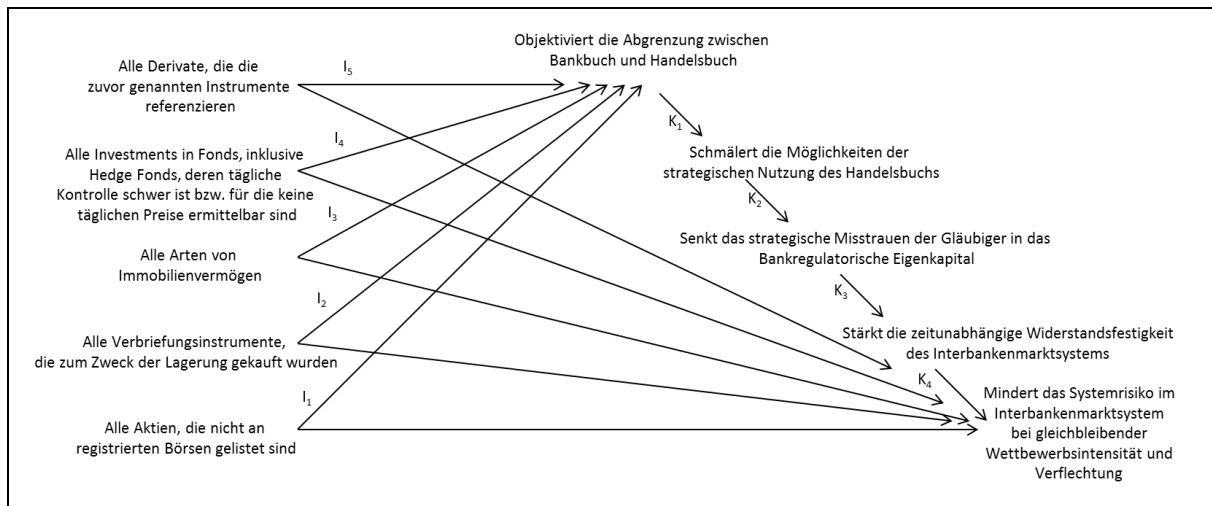 Objektiviert die Abgrenzung zwischen
Bankbuch und Handelsbuch
Alle Derivate, die die
zuvor genannten Instrumente
referenzieren
I5
K1
I4
Alle Investments in Fonds, inklusive
Hedge Fonds, deren tägliche
Kontrolle schwer ist bzw. für die keine
täglichen Preise ermittelbar sind
Schmälert die Möglichkeiten der
strategischen Nutzung des Handelsbuchs
K2
I3
Alle Arten von
Immobilienvermögen
Senkt das strategische Misstrauen der Gläubiger in das
Bankregulatorische Eigenkapital
K3
I2
Alle Verbriefungsinstrumente,
die zum Zweck der Lagerung gekauft wurden
Stärkt die zeitunabhängige Widerstandsfestigkeit
des Interbankenmarktsystems
K4
I1
Alle Aktien, die nicht an
registrierten Börsen gelistet sind
Mindert das Systemrisiko im
Interbankenmarktsystem
bei gleichbleibender
Wettbewerbsintensität und
Verflechtung